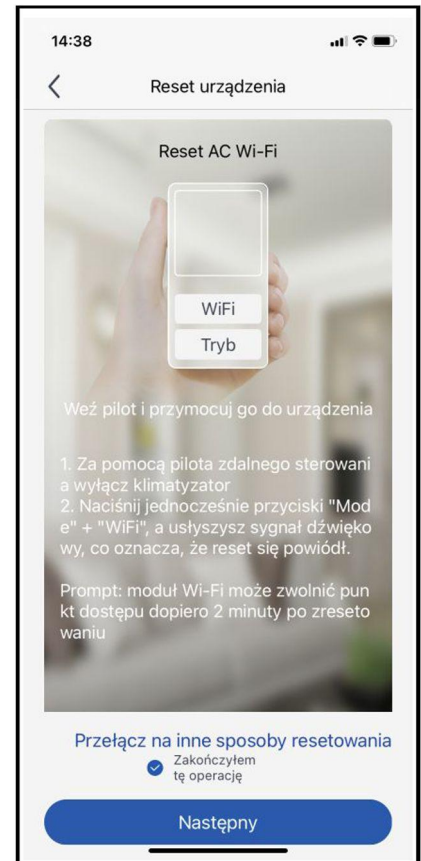 14:38
Reset urządzenia
Reset AC Wi-Fi
WiFi
Tryb
Weź pilot i przymocuj go do urządzenia
1. Za pomocą pilota zdalnego sterowani
a wyłącz klimatyzator
2. Naciśnij jednocześnie przyciski "Mod
e" + "WiFi", a usłyszysz sygnał dźwięko
wy, co oznacza, że reset się powiódł.
Prompt: moduł Wi-Fi może zwolnić pun
kt dostępu dopiero 2 minuty po zreseto
waniu
Przełącz na inne sposoby resetowania
Zakończyłem
tę operację
Następny